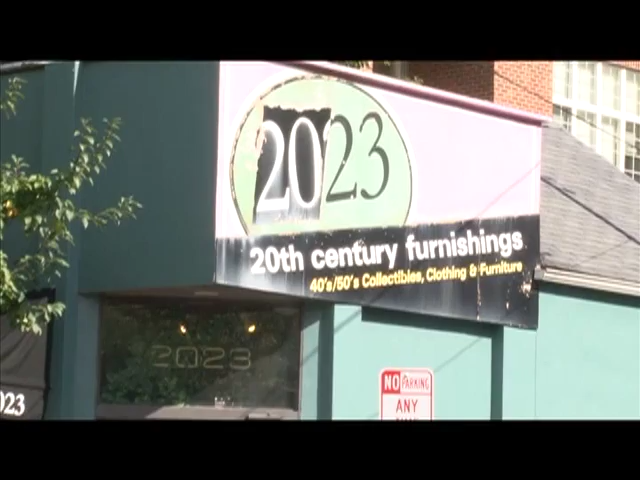 2023
20th century furnishings
40's/50's Collectibles, Clothing & Furniture
2023
023
NO PARKING
ANY